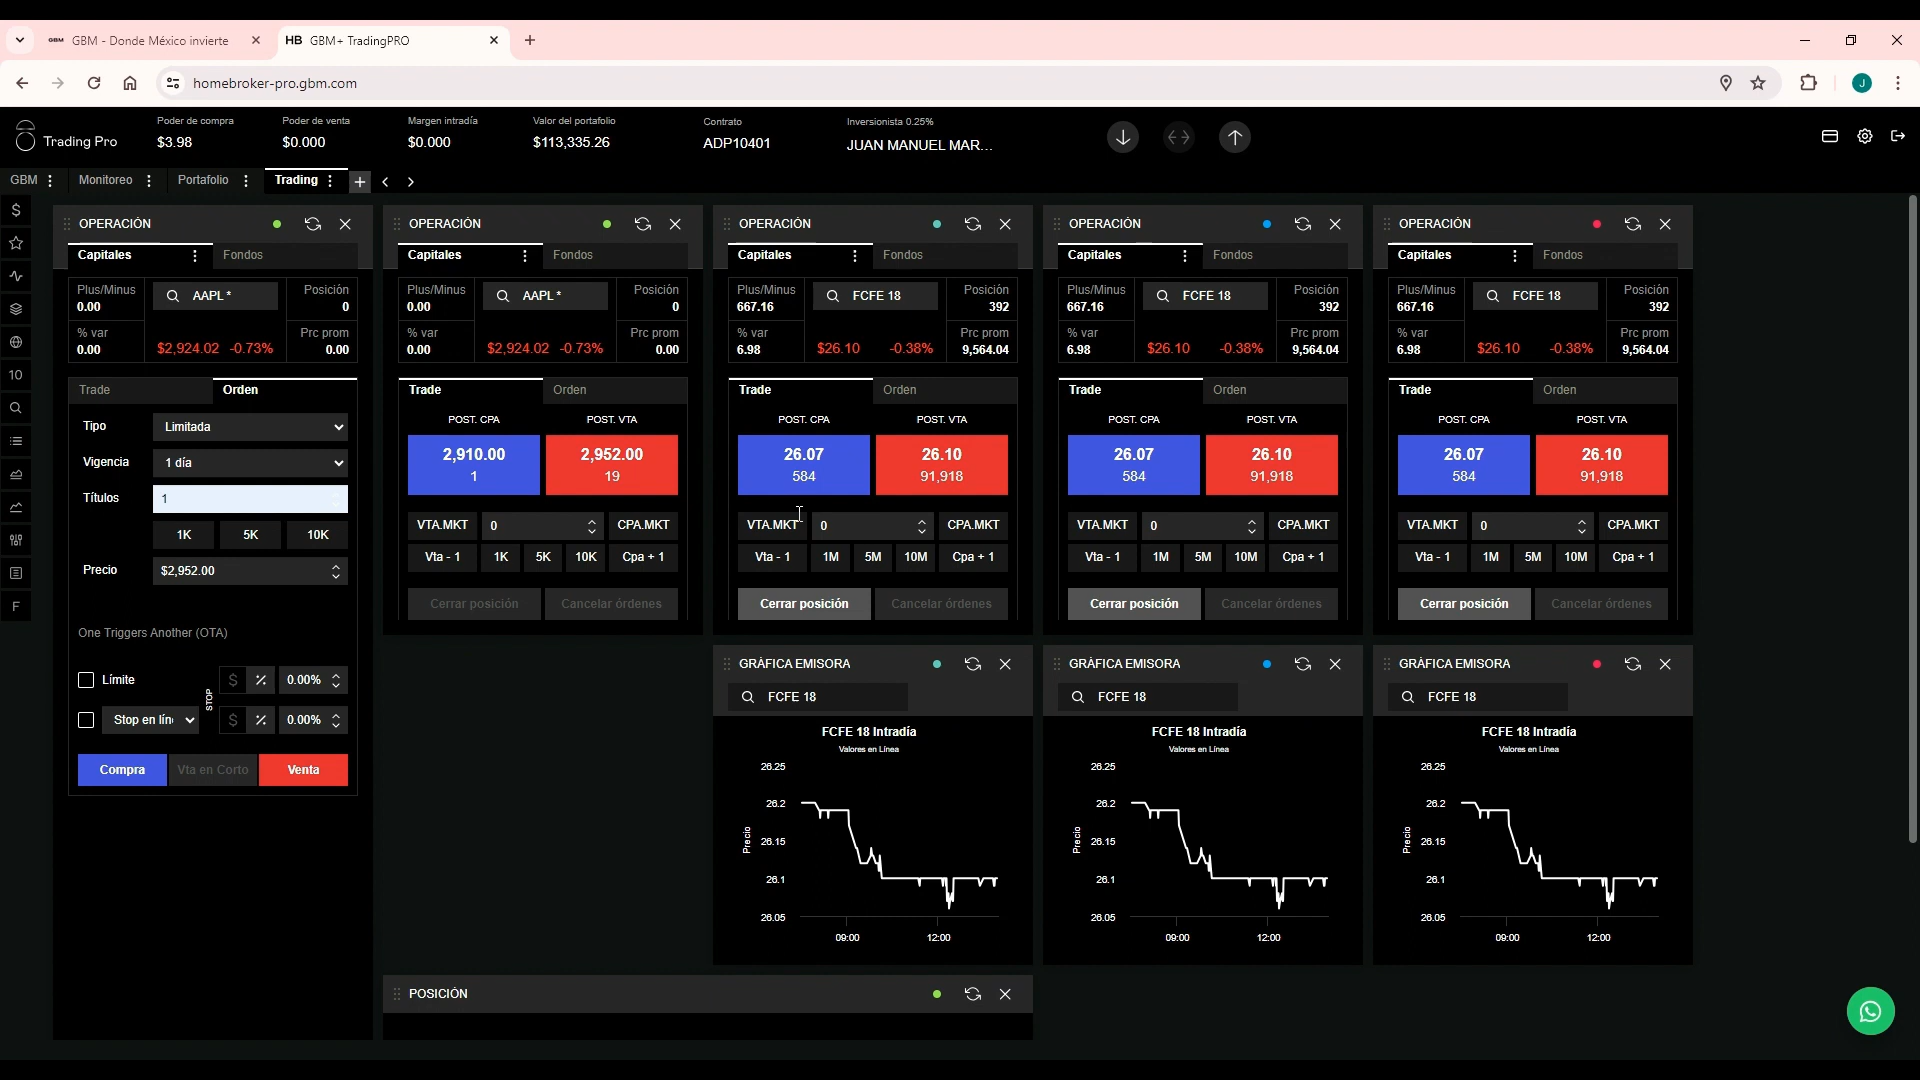 GBM GBM - Donde México invierte
HB GBM+ TradingPRO
homebroker-pro.gbm.com
J
Trading Pro
Poder de compra
$3.98
Poder de venta
$0.000
Margen intradía
$0.000
Valor del portafolio
$113,335.26
Contrato
ADP10401
Inversionista 0.25%
JUAN MANUEL MAR...
GBM Monitoreo Portafolio Trading
$
10
F
OPERACIÓN
Capitales Fondos
Plus/Minus
0.00
AAPL *
Posición
0
% var
0.00
$2,924.02 -0.73%
Prc prom
0.00
Trade Orden
Tipo Limitada
Vigencia 1 día
Títulos 1
1K 5K 10K
Precio $2,952.00
One Triggers Another (OTA)
Límite $ % 0.00%
STOP
Stop en lín $ % 0.00%
Compra Vta en Corto Venta
OPERACIÓN
Capitales Fondos
Plus/Minus
0.00
AAPL *
Posición
0
% var
0.00
$2,924.02 -0.73%
Prc prom
0.00
Trade Orden
POST. CPA POST. VTA
2,910.00 2,952.00
1 19
VTA.MKT 0 CPA.MKT
Vta - 1 1K 5K 10K Cpa + 1
Cerrar posición Cancelar órdenes
OPERACIÓN
Capitales Fondos
Plus/Minus
667.16
FCFE 18
Posición
392
% var
6.98
$26.10 -0.38%
Prc prom
9,564.04
Trade Orden
POST. CPA POST. VTA
26.07 26.10
584 91,918
VTA.MKT 0 CPA.MKT
Vta - 1 1M 5M 10M Cpa + 1
Cerrar posición Cancelar órdenes
OPERACIÓN
Capitales Fondos
Plus/Minus
667.16
FCFE 18
Posición
392
% var
6.98
$26.10 -0.38%
Prc prom
9,564.04
Trade Orden
POST. CPA POST. VTA
26.07 26.10
584 91,918
VTA.MKT 0 CPA.MKT
Vta - 1 1M 5M 10M Cpa + 1
Cerrar posición Cancelar órdenes
OPERACIÓN
Capitales Fondos
Plus/Minus
667.16
FCFE 18
Posición
392
% var
6.98
$26.10 -0.38%
Prc prom
9,564.04
Trade Orden
POST. CPA POST. VTA
26.07 26.10
584 91,918
VTA.MKT 0 CPA.MKT
Vta - 1 1M 5M 10M Cpa + 1
Cerrar posición Cancelar órdenes
GRÁFICA EMISORA
FCFE 18
FCFE 18 Intradía
Valores en Línea
Precio
26.25
26.2
26.15
26.1
26.05
09:00 12:00
GRÁFICA EMISORA
FCFE 18
FCFE 18 Intradía
Valores en Línea
Precio
26.25
26.2
26.15
26.1
26.05
09:00 12:00
GRÁFICA EMISORA
FCFE 18
FCFE 18 Intradía
Valores en Línea
Precio
26.25
26.2
26.15
26.1
26.05
09:00 12:00
POSICIÓN